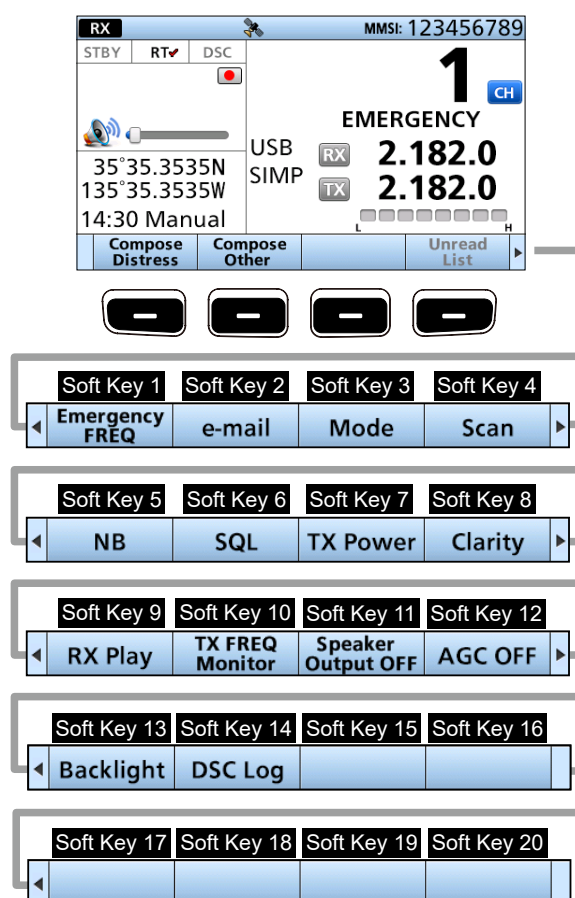 RX MMSI: 123456789
STBY RT DSC
1 CH
EMERGENCY
USB RX 2.182.0
SIMP TX 2.182.0
L H
35°35.3535N
135°35.3535W
14:30 Manual
Compose Distress Compose Other Unread List
Soft Key 1 Soft Key 2 Soft Key 3 Soft Key 4
Emergency FREQ e-mail Mode Scan
Soft Key 5 Soft Key 6 Soft Key 7 Soft Key 8
NB SQL TX Power Clarity
Soft Key 9 Soft Key 10 Soft Key 11 Soft Key 12
RX Play TX FREQ Monitor Speaker Output OFF AGC OFF
Soft Key 13 Soft Key 14 Soft Key 15 Soft Key 16
Backlight DSC Log
Soft Key 17 Soft Key 18 Soft Key 19 Soft Key 20